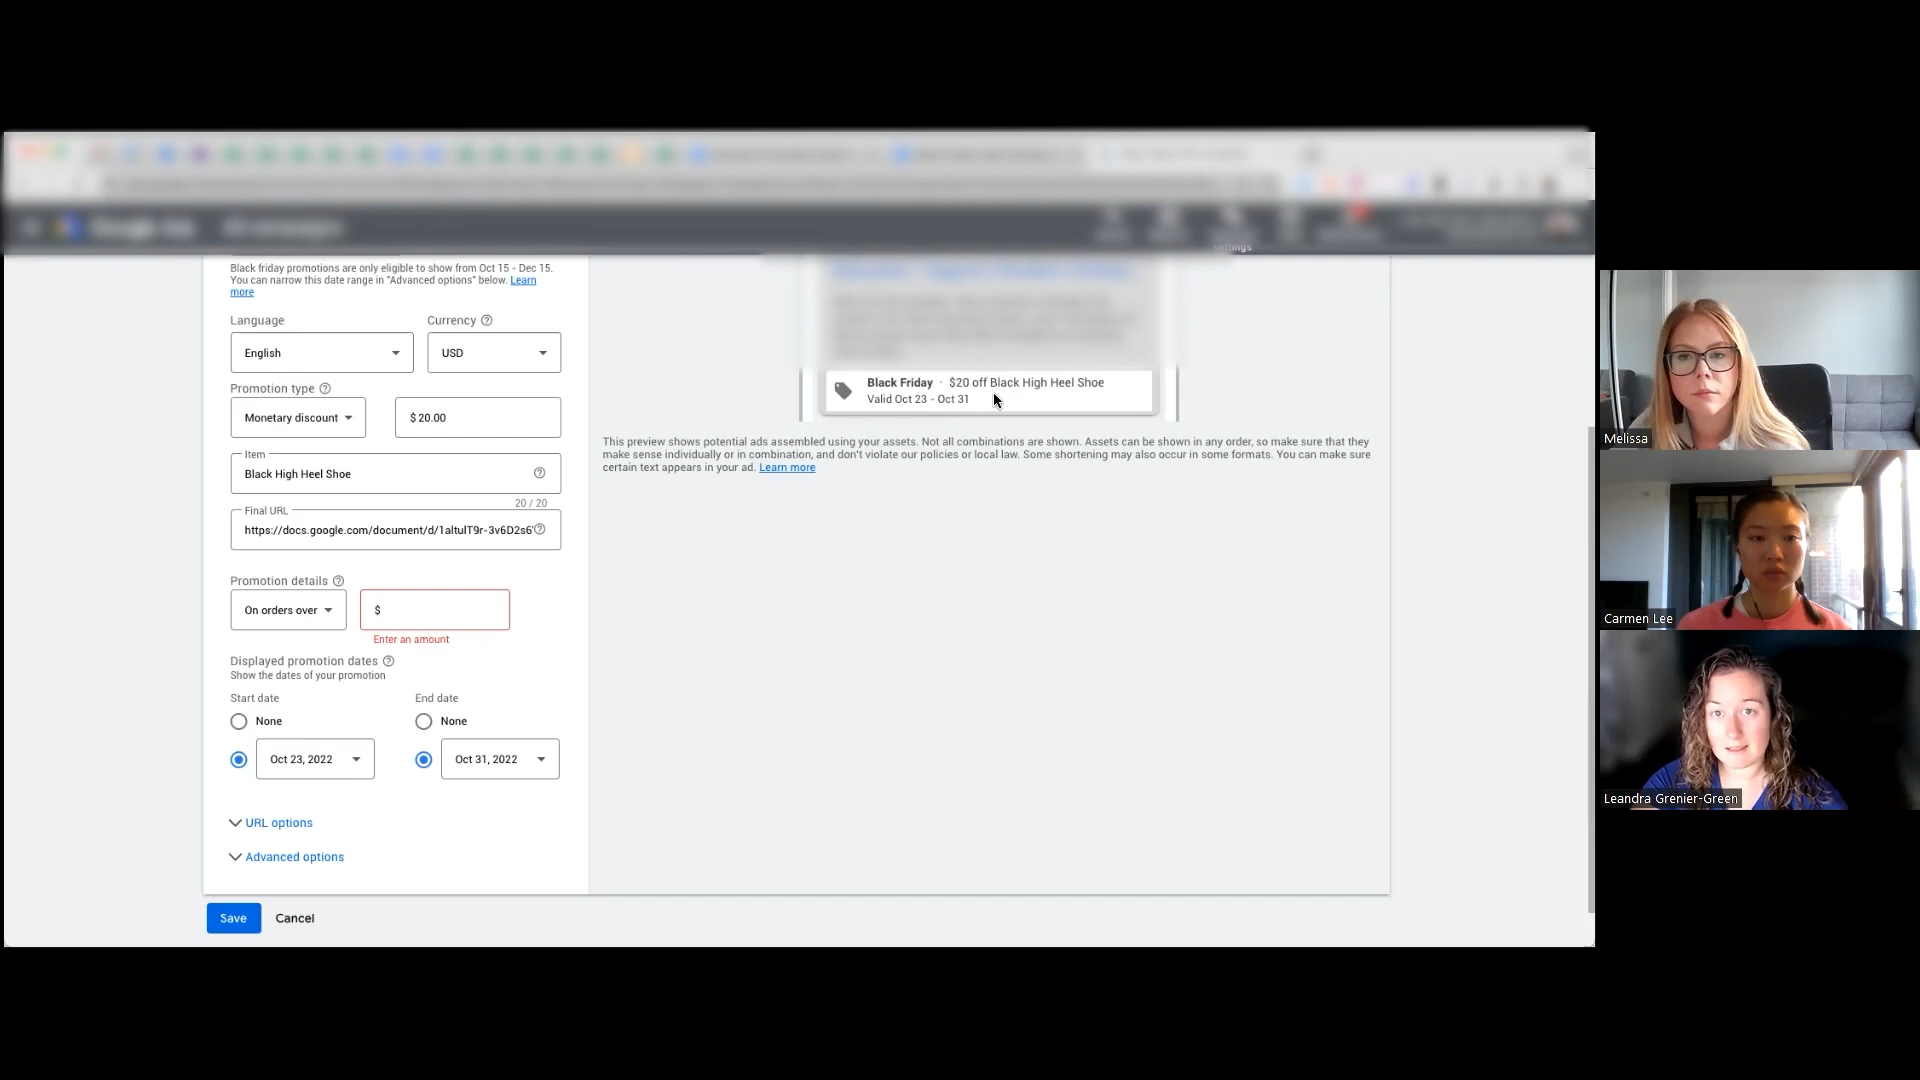 settings
Black friday promotions are only eligible to show from Oct 15 - Dec 15.
You can narrow this date range in "Advanced options" below. Learn
more
Language
Currency
English
USD
Promotion type
Monetary discount
$ 20.00
Item
Black High Heel Shoe
20 / 20
Final URL
https://docs.google.com/document/d/1altulT9r-3v6D2s6
Promotion details
On orders over
$
Enter an amount
Displayed promotion dates
Show the dates of your promotion
Start date
End date
None
None
Oct 23, 2022
Oct 31, 2022
URL options
Advanced options
Save
Cancel
Black Friday · $20 off Black High Heel Shoe
Valid Oct 23 - Oct 31
This preview shows potential ads assembled using your assets. Not all combinations are shown. Assets can be shown in any order, so make sure that they
make sense individually or in combination, and don't violate our policies or local law. Some shortening may also occur in some formats. You can make sure
certain text appears in your ad. Learn more
Melissa
Carmen Lee
Leandra Grenier-Green